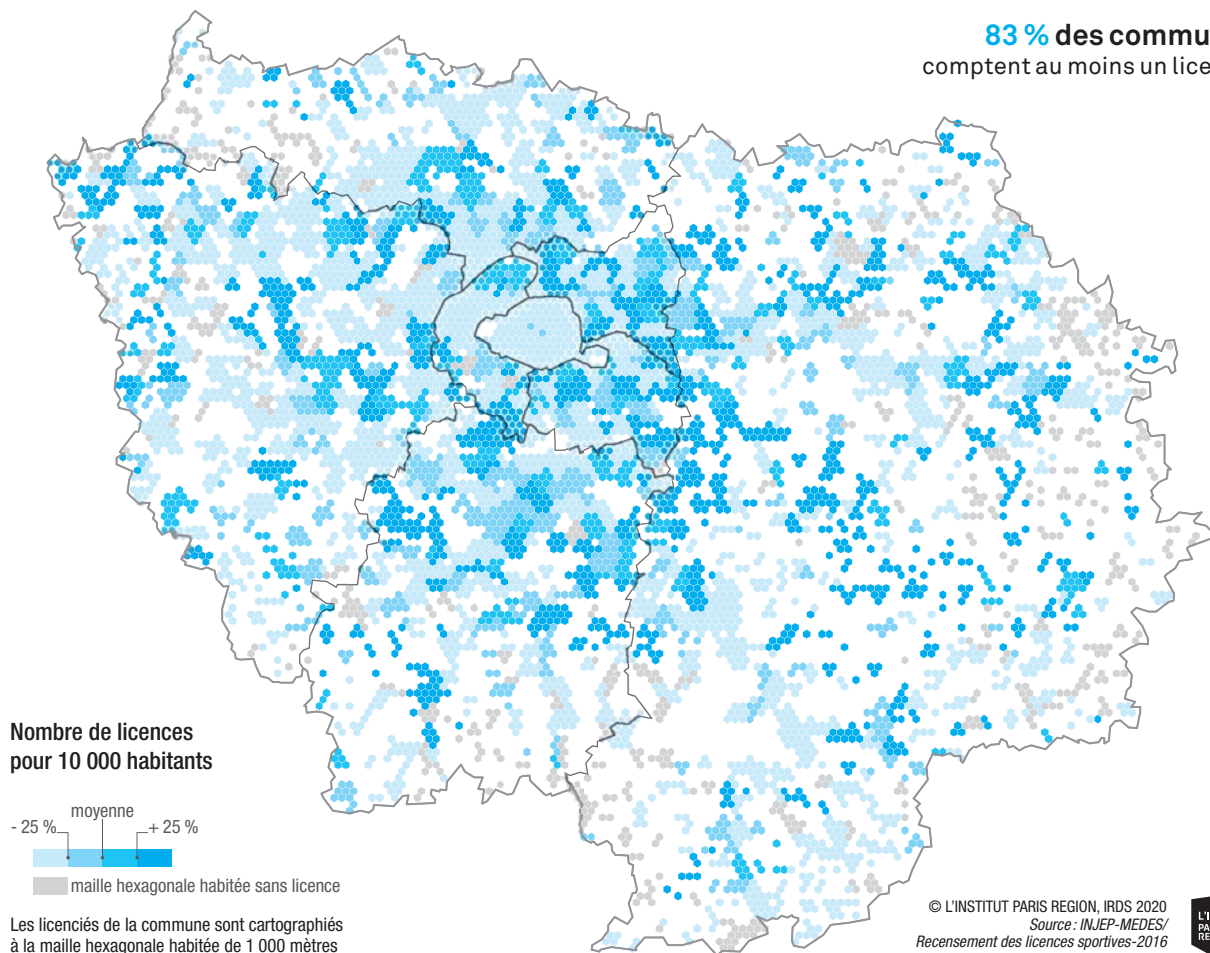 83 % des commu
comptent au moins un lice
Nombre de licences
pour 10 000 habitants
moyenne
- 25 % + 25 %
maille hexagonale habitée sans licence
Les licenciés de la commune sont cartographiés
à la maille hexagonale habitée de 1 000 mètres
© L'INSTITUT PARIS REGION, IRDS 2020
Source : INJEP-MEDES/
Recensement des licences sportives-2016
L'I
PA
RE